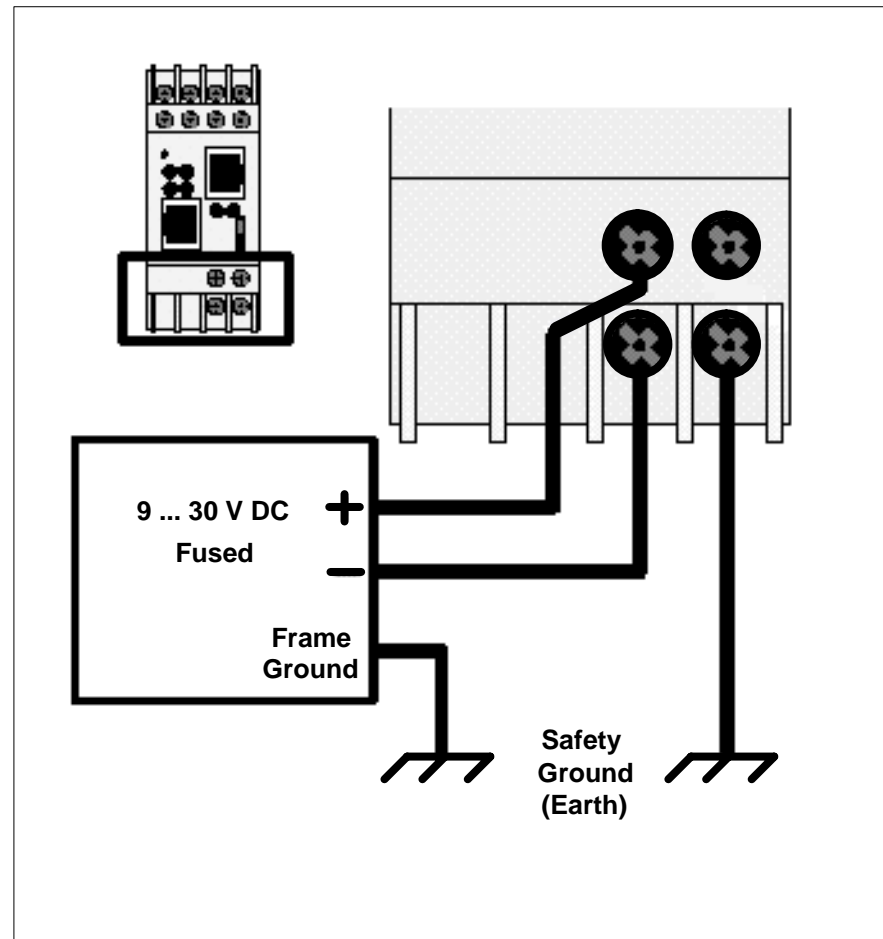 9 ... 30 V DC
+
Fused
–
Frame
Ground
Safety
Ground
(Earth)